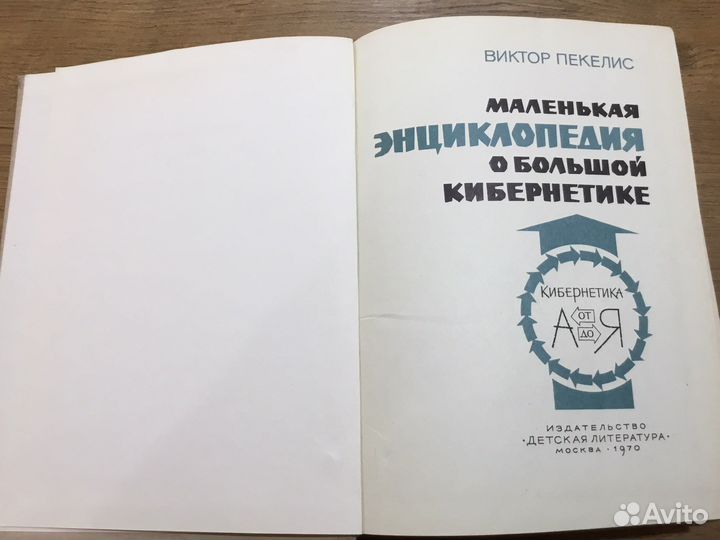 ВИКТОР ПЕКЕЛИС
МАЛЕНЬКАЯ
ЭНЦИКЛОПЕДИЯ
О БОЛЬШОЙ
КИБЕРНЕТИКЕ
КИБЕРНЕТИКА
А ОТ ДО Я
ИЗДАТЕЛЬСТВО
·ДЕТСКАЯ ЛИТЕРАТУРА·
МОСКВА · 1970
Avito